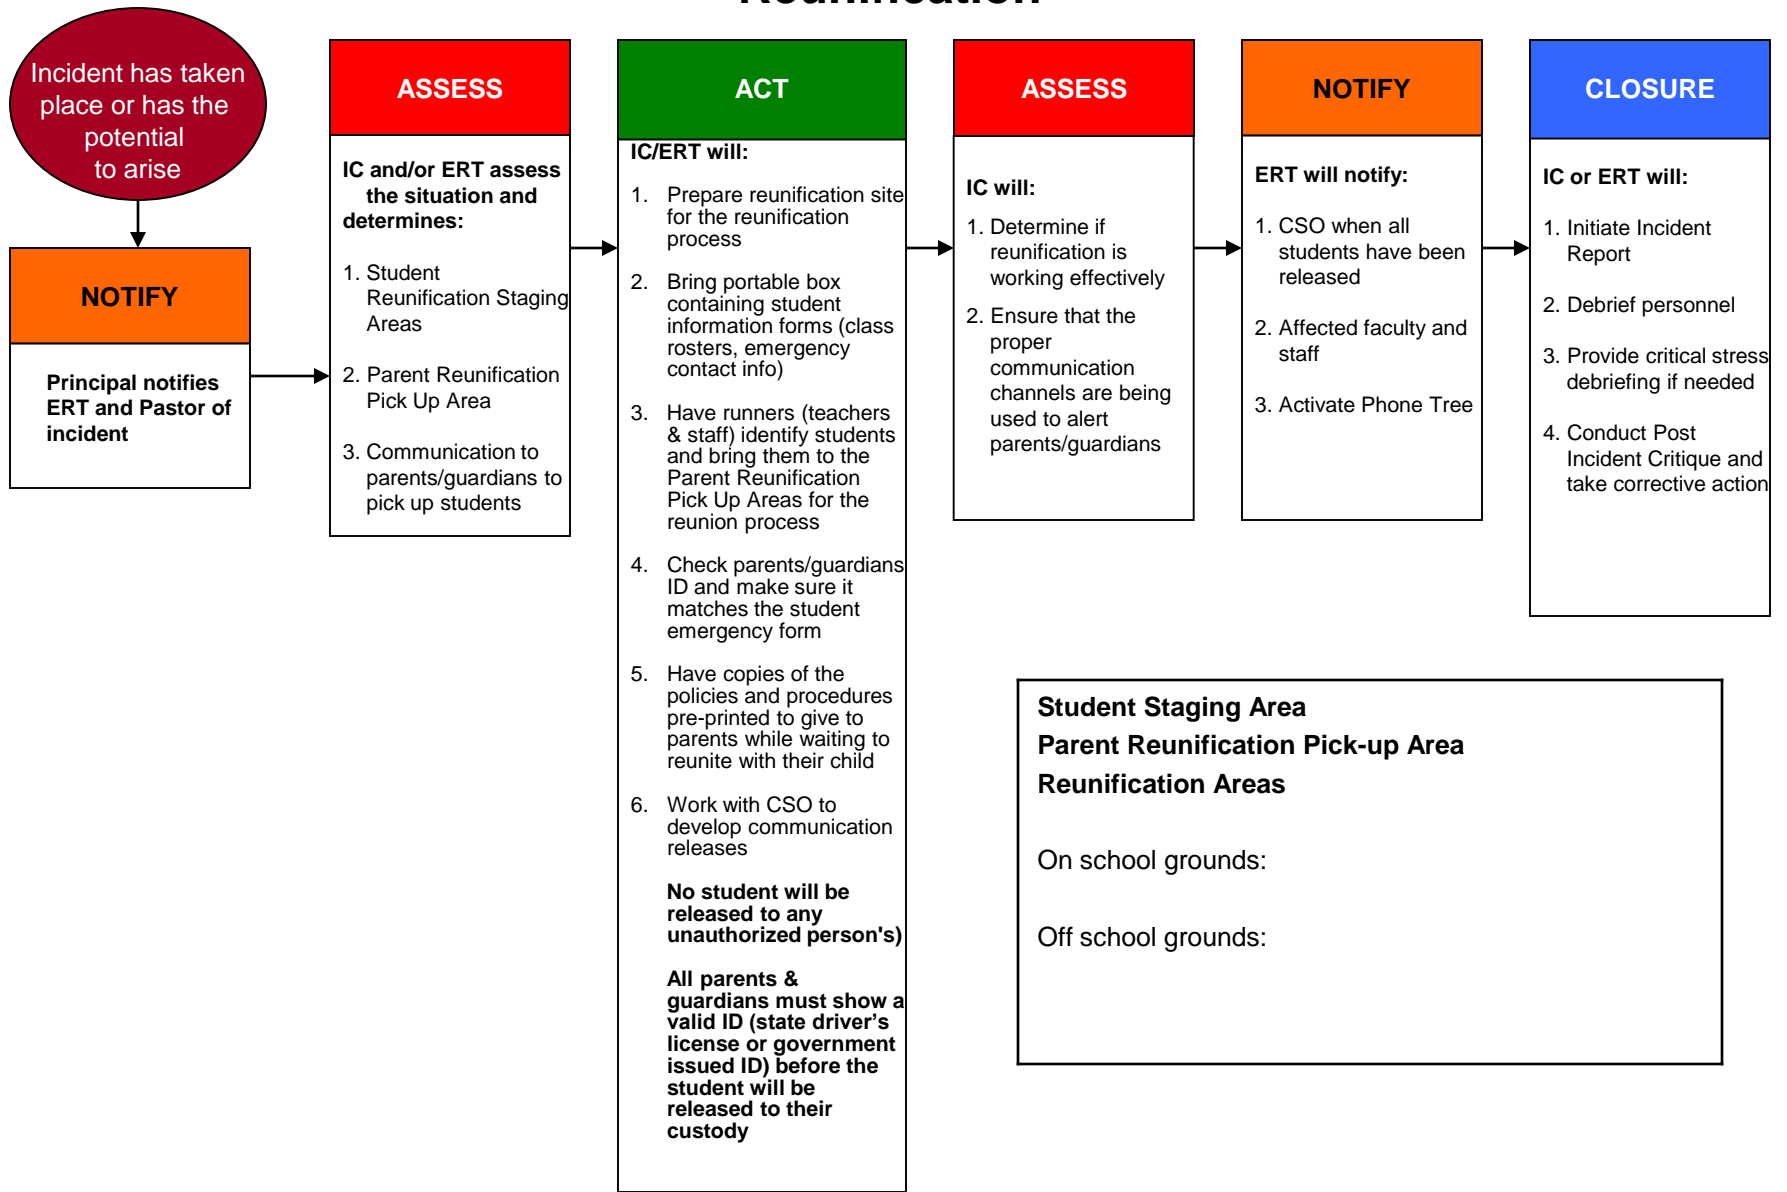 Reunification
Incident has taken
place or has the
potential
to arise
NOTIFY
Principal notifies
ERT and Pastor of
incident
ASSESS
IC and/or ERT assess
the situation and
determines:
1. Student
Reunification Staging
Areas
2. Parent Reunification
Pick Up Area
3. Communication to
parents/guardians to
pick up students
ACT
IC/ERT will:
1. Prepare reunification site
for the reunification
process
2. Bring portable box
containing student
information forms (class
rosters, emergency
contact info)
3. Have runners (teachers
& staff) identify students
and bring them to the
Parent Reunification
Pick Up Areas for the
reunion process
4. Check parents/guardians
ID and make sure it
matches the student
emergency form
5. Have copies of the
policies and procedures
pre-printed to give to
parents while waiting to
reunite with their child
6. Work with CSO to
develop communication
releases
No student will be
released to any
unauthorized person's)
All parents &
guardians must show a
valid ID (state driver’s
license or government
issued ID) before the
student will be
released to their
custody
ASSESS
IC will:
1. Determine if
reunification is
working effectively
2. Ensure that the
proper
communication
channels are being
used to alert
parents/guardians
NOTIFY
ERT will notify:
1. CSO when all
students have been
released
2. Affected faculty and
staff
3. Activate Phone Tree
CLOSURE
IC or ERT will:
1. Initiate Incident
Report
2. Debrief personnel
3. Provide critical stress
debriefing if needed
4. Conduct Post
Incident Critique and
take corrective action
Student Staging Area
Parent Reunification Pick-up Area
Reunification Areas
On school grounds:
Off school grounds: